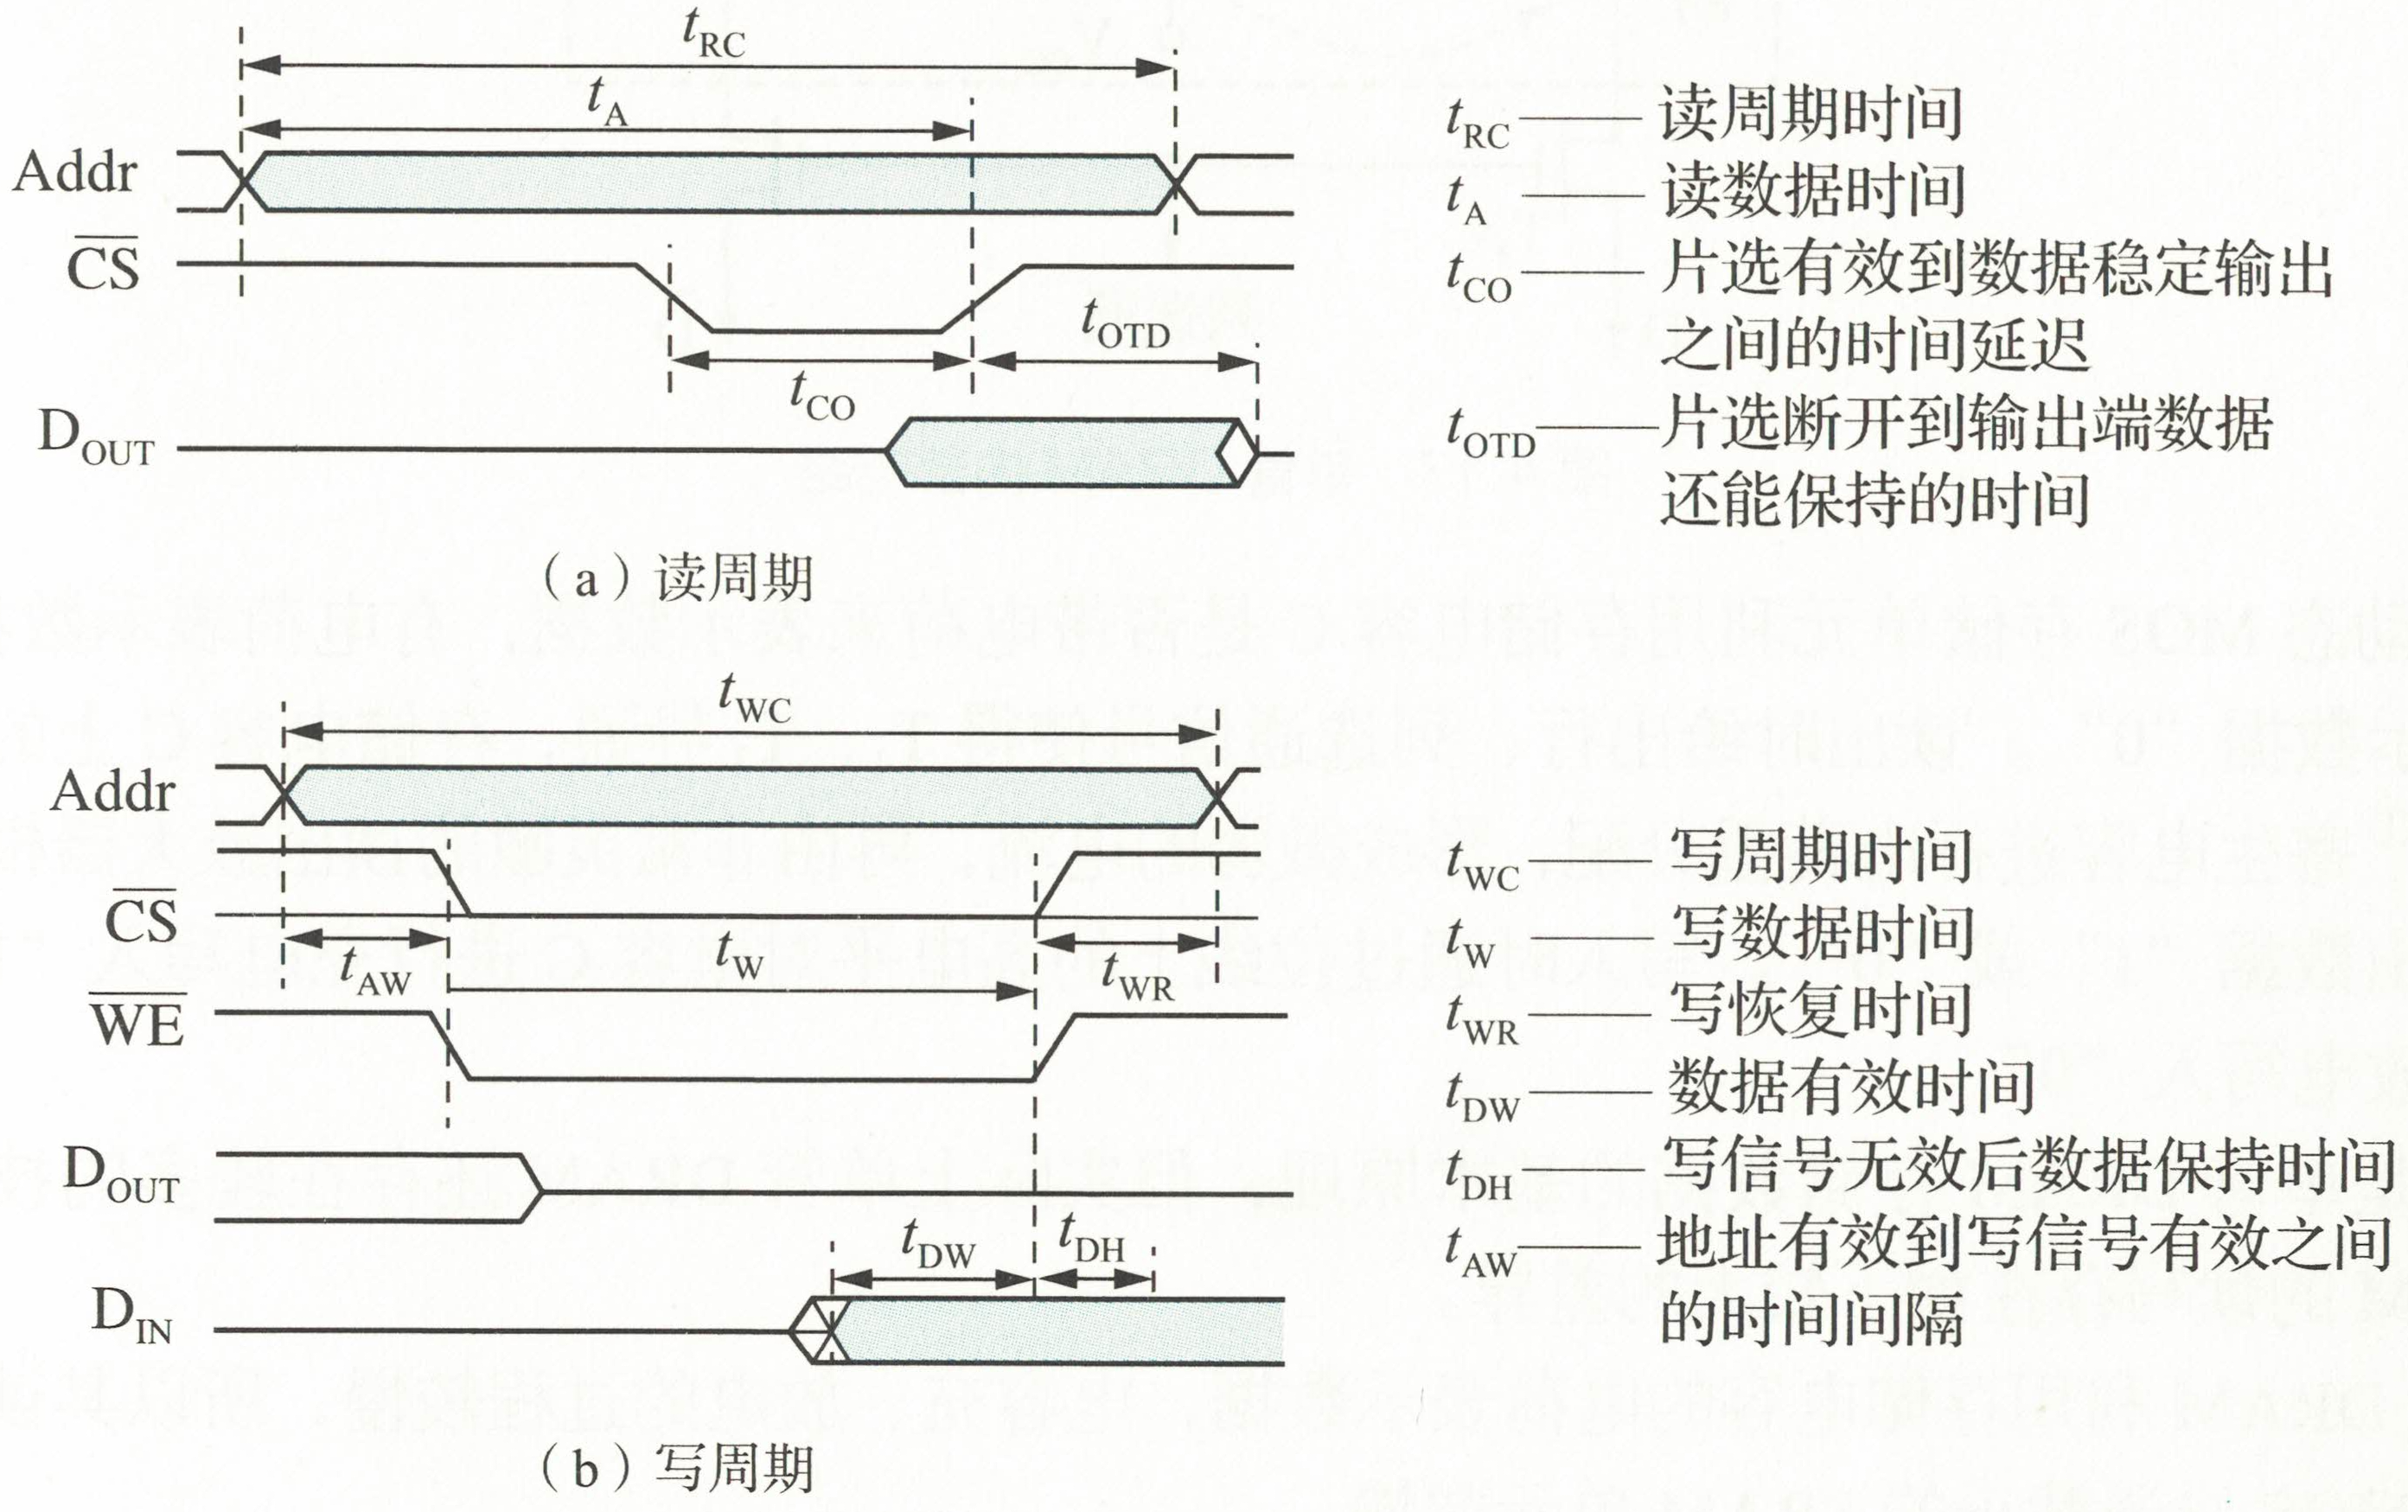 tRC
tA
Addr
CS
tOTD
tCO
DOUT
tRC——读周期时间
tA——读数据时间
tCO——片选有效到数据稳定输出
之间的时间延迟
tOTD——片选断开到输出端数据
还能保持的时间
（a）读周期
tWC
Addr
CS
tAW
tW
tWR
WE
DOUT
tDW
tDH
DIN
tWC——写周期时间
tW——写数据时间
tWR——写恢复时间
tDW——数据有效时间
tDH——写信号无效后数据保持时间
tAW——地址有效到写信号有效之间
的时间间隔
（b）写周期